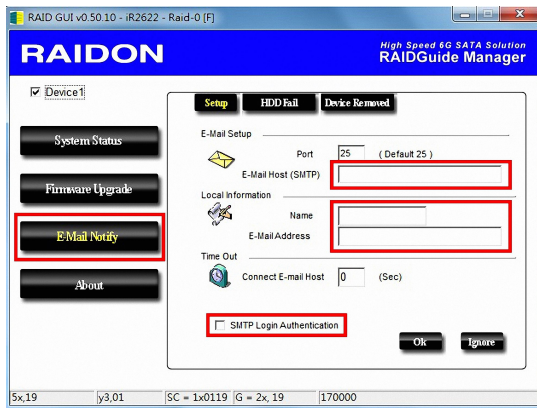 RAID GUI v0.50.10 - iR2622 - Raid-0 [F]
RAIDON
High Speed 6G SATA Solution
RAIDGuide Manager
Device1
Setup HDD Fail Device Removed
System Status
Firmware Upgrade
E-Mail Notify
About
E-Mail Setup
Port 25 ( Default 25 )
E-Mail Host (SMTP)
Local Information
Name
E-Mail Address
Time Out
Connect E-mail Host 0 (Sec)
SMTP Login Authentication
Ok Ignore
5x,19 y3,01 SC = 1x0119 G = 2x, 19 170000